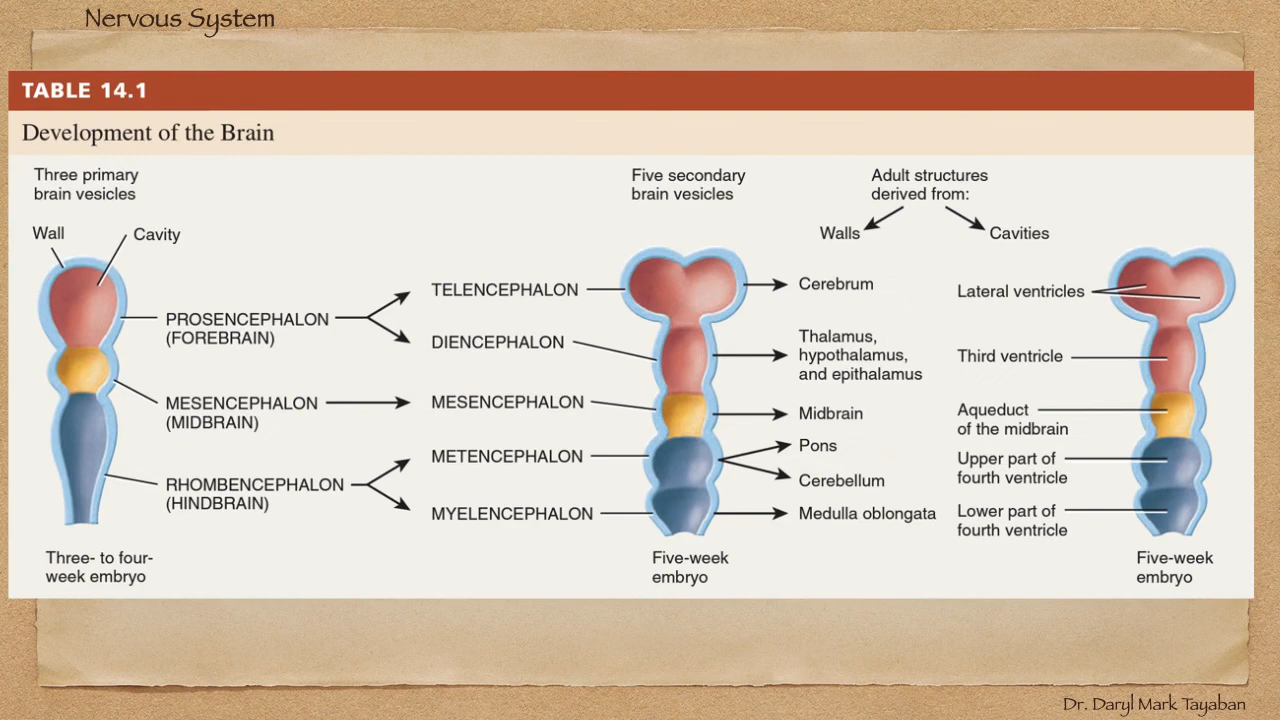 Nervous System
TABLE 14.1
Development of the Brain
Three primary
brain vesicles
Five secondary
brain vesicles
Adult structures
derived from:
Wall
Cavity
Walls
Cavities
PROSENCEPHALON
(FOREBRAIN)
MESENCEPHALON
(MIDBRAIN)
RHOMBENCEPHALON
(HINDBRAIN)
Three- to four-
week embryo
TELENCEPHALON
DIENCEPHALON
MESENCEPHALON
METENCEPHALON
MYELENCEPHALON
Five-week
embryo
Cerebrum
Thalamus,
hypothalamus,
and epithalamus
Midbrain
Pons
Cerebellum
Medulla oblongata
Lateral ventricles
Third ventricle
Aqueduct
of the midbrain
Upper part of
fourth ventricle
Lower part of
fourth ventricle
Five-week
embryo
Dr. Daryl Mark Tayaban